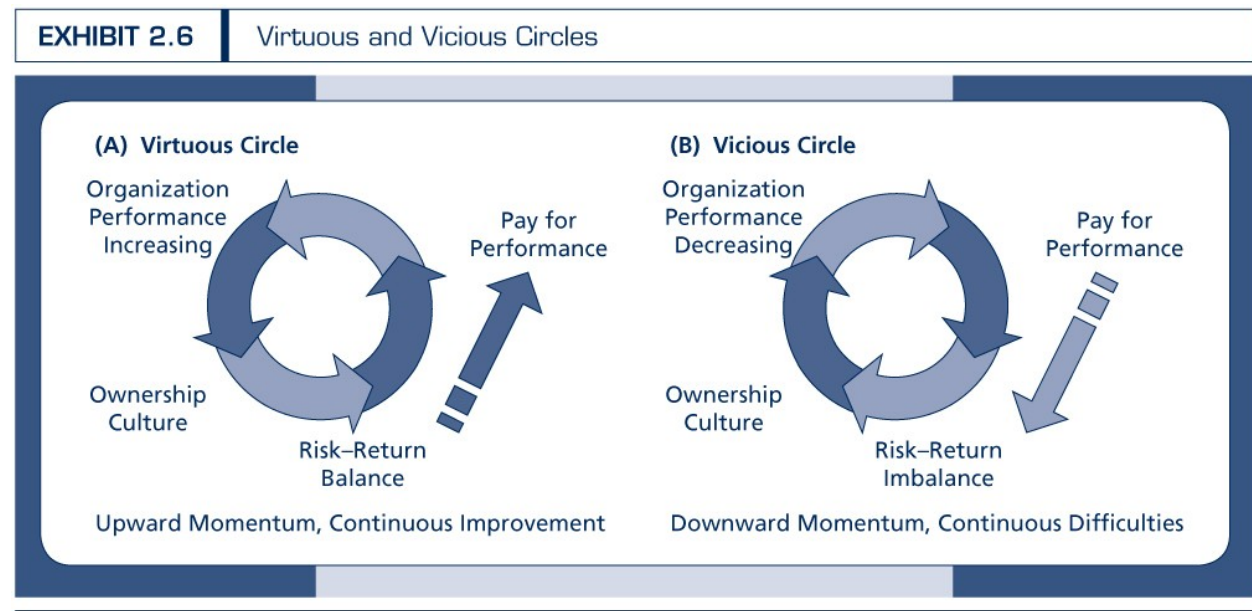 EXHIBIT 2.6
Virtuous and Vicious Circles
(A) Virtuous Circle
Organization
Performance
Increasing
Pay for
Performance
Ownership
Culture
Risk–Return
Balance
Upward Momentum, Continuous Improvement
(B) Vicious Circle
Organization
Performance
Decreasing
Pay for
Performance
Ownership
Culture
Risk–Return
Imbalance
Downward Momentum, Continuous Difficulties